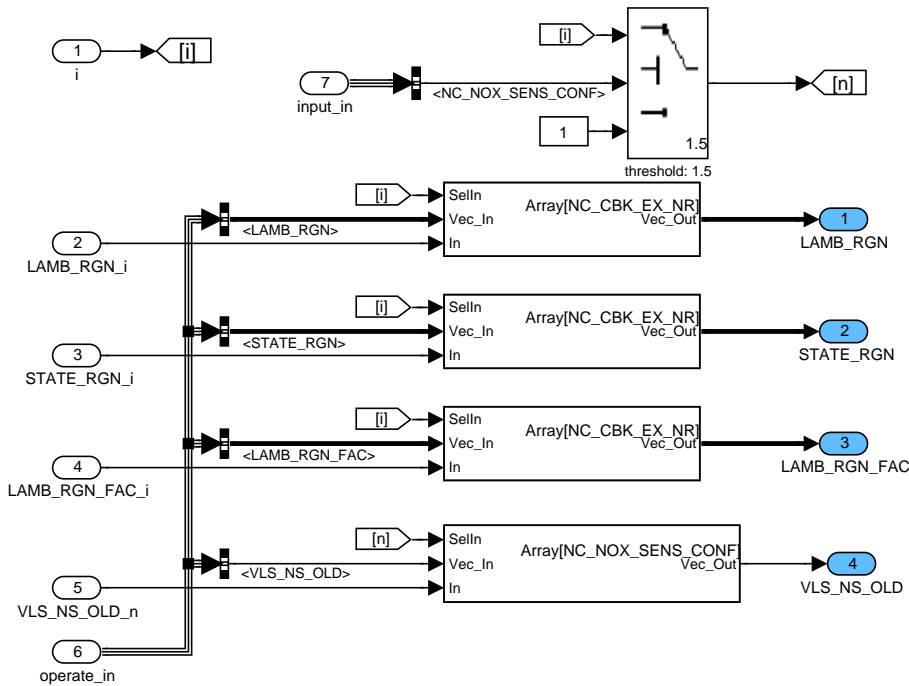 1
[i]
i
[i]
7
input_in
<NC_NOX_SENS_CONF>
[n]
1
1.5
threshold: 1.5
[i]
SelIn
Array[NC_CBK_EX_NR]
Vec_In
Vec_Out
<LAMB_RGN>
In
1
LAMB_RGN
2
LAMB_RGN_i
[i]
SelIn
Array[NC_CBK_EX_NR]
Vec_In
Vec_Out
<STATE_RGN>
In
2
STATE_RGN
3
STATE_RGN_i
[i]
SelIn
Array[NC_CBK_EX_NR]
Vec_In
Vec_Out
<LAMB_RGN_FAC>
In
3
LAMB_RGN_FAC
4
LAMB_RGN_FAC_i
[n]
SelIn
Array[NC_NOX_SENS_CONF]
Vec_In
Vec_Out
<VLS_NS_OLD>
In
4
VLS_NS_OLD
5
VLS_NS_OLD_n
6
operate_in